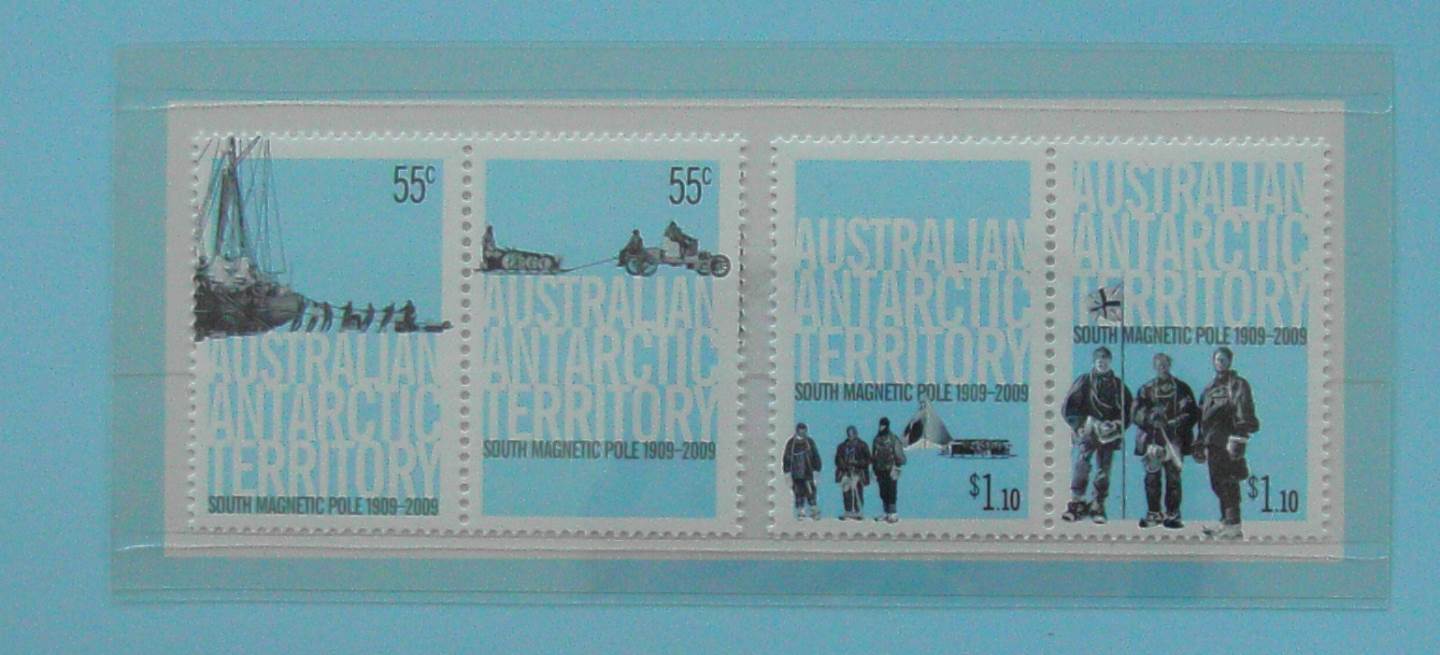 55c
AUSTRALIAN
ANTARCTIC
TERRITORY
SOUTH MAGNETIC POLE 1909–2009
55c
AUSTRALIAN
ANTARCTIC
TERRITORY
SOUTH MAGNETIC POLE 1909–2009
AUSTRALIAN
ANTARCTIC
TERRITORY
SOUTH MAGNETIC POLE 1909–2009
$1.10
AUSTRALIAN
ANTARCTIC
TERRITORY
SOUTH MAGNETIC POLE 1909–2009
$1.10